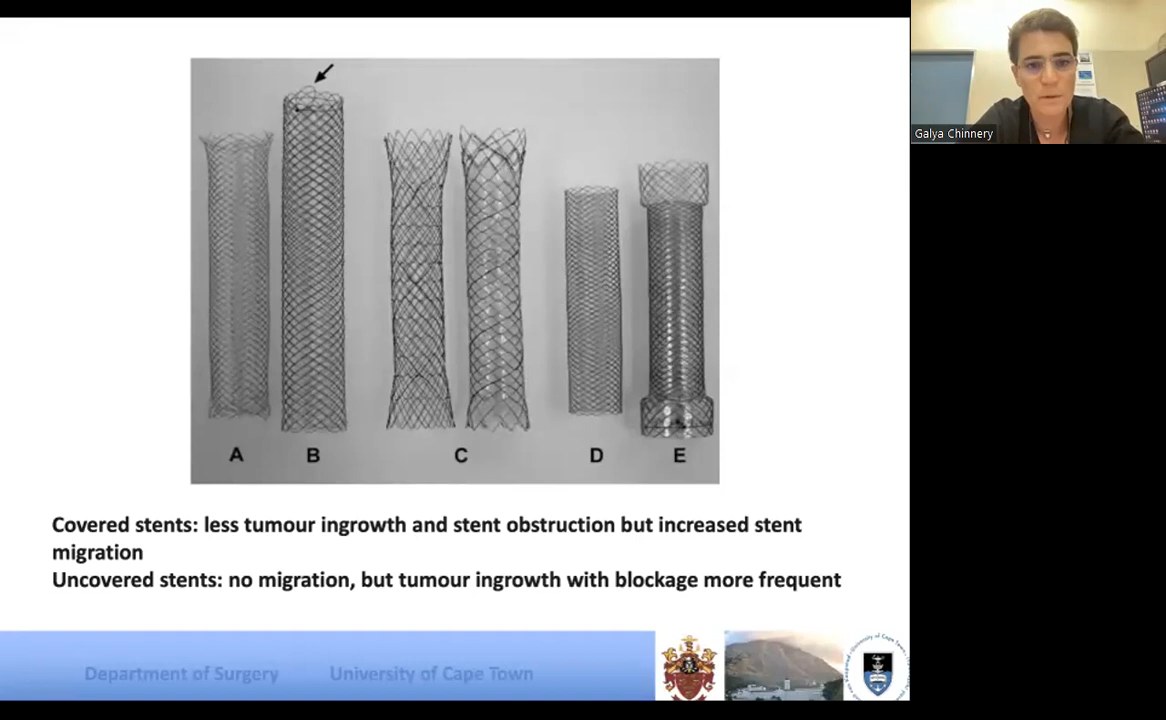 Galya Chinnery
A B C D E
Covered stents: less tumour ingrowth and stent obstruction but increased stent
migration
Uncovered stents: no migration, but tumour ingrowth with blockage more frequent
Department of Surgery University of Cape Town